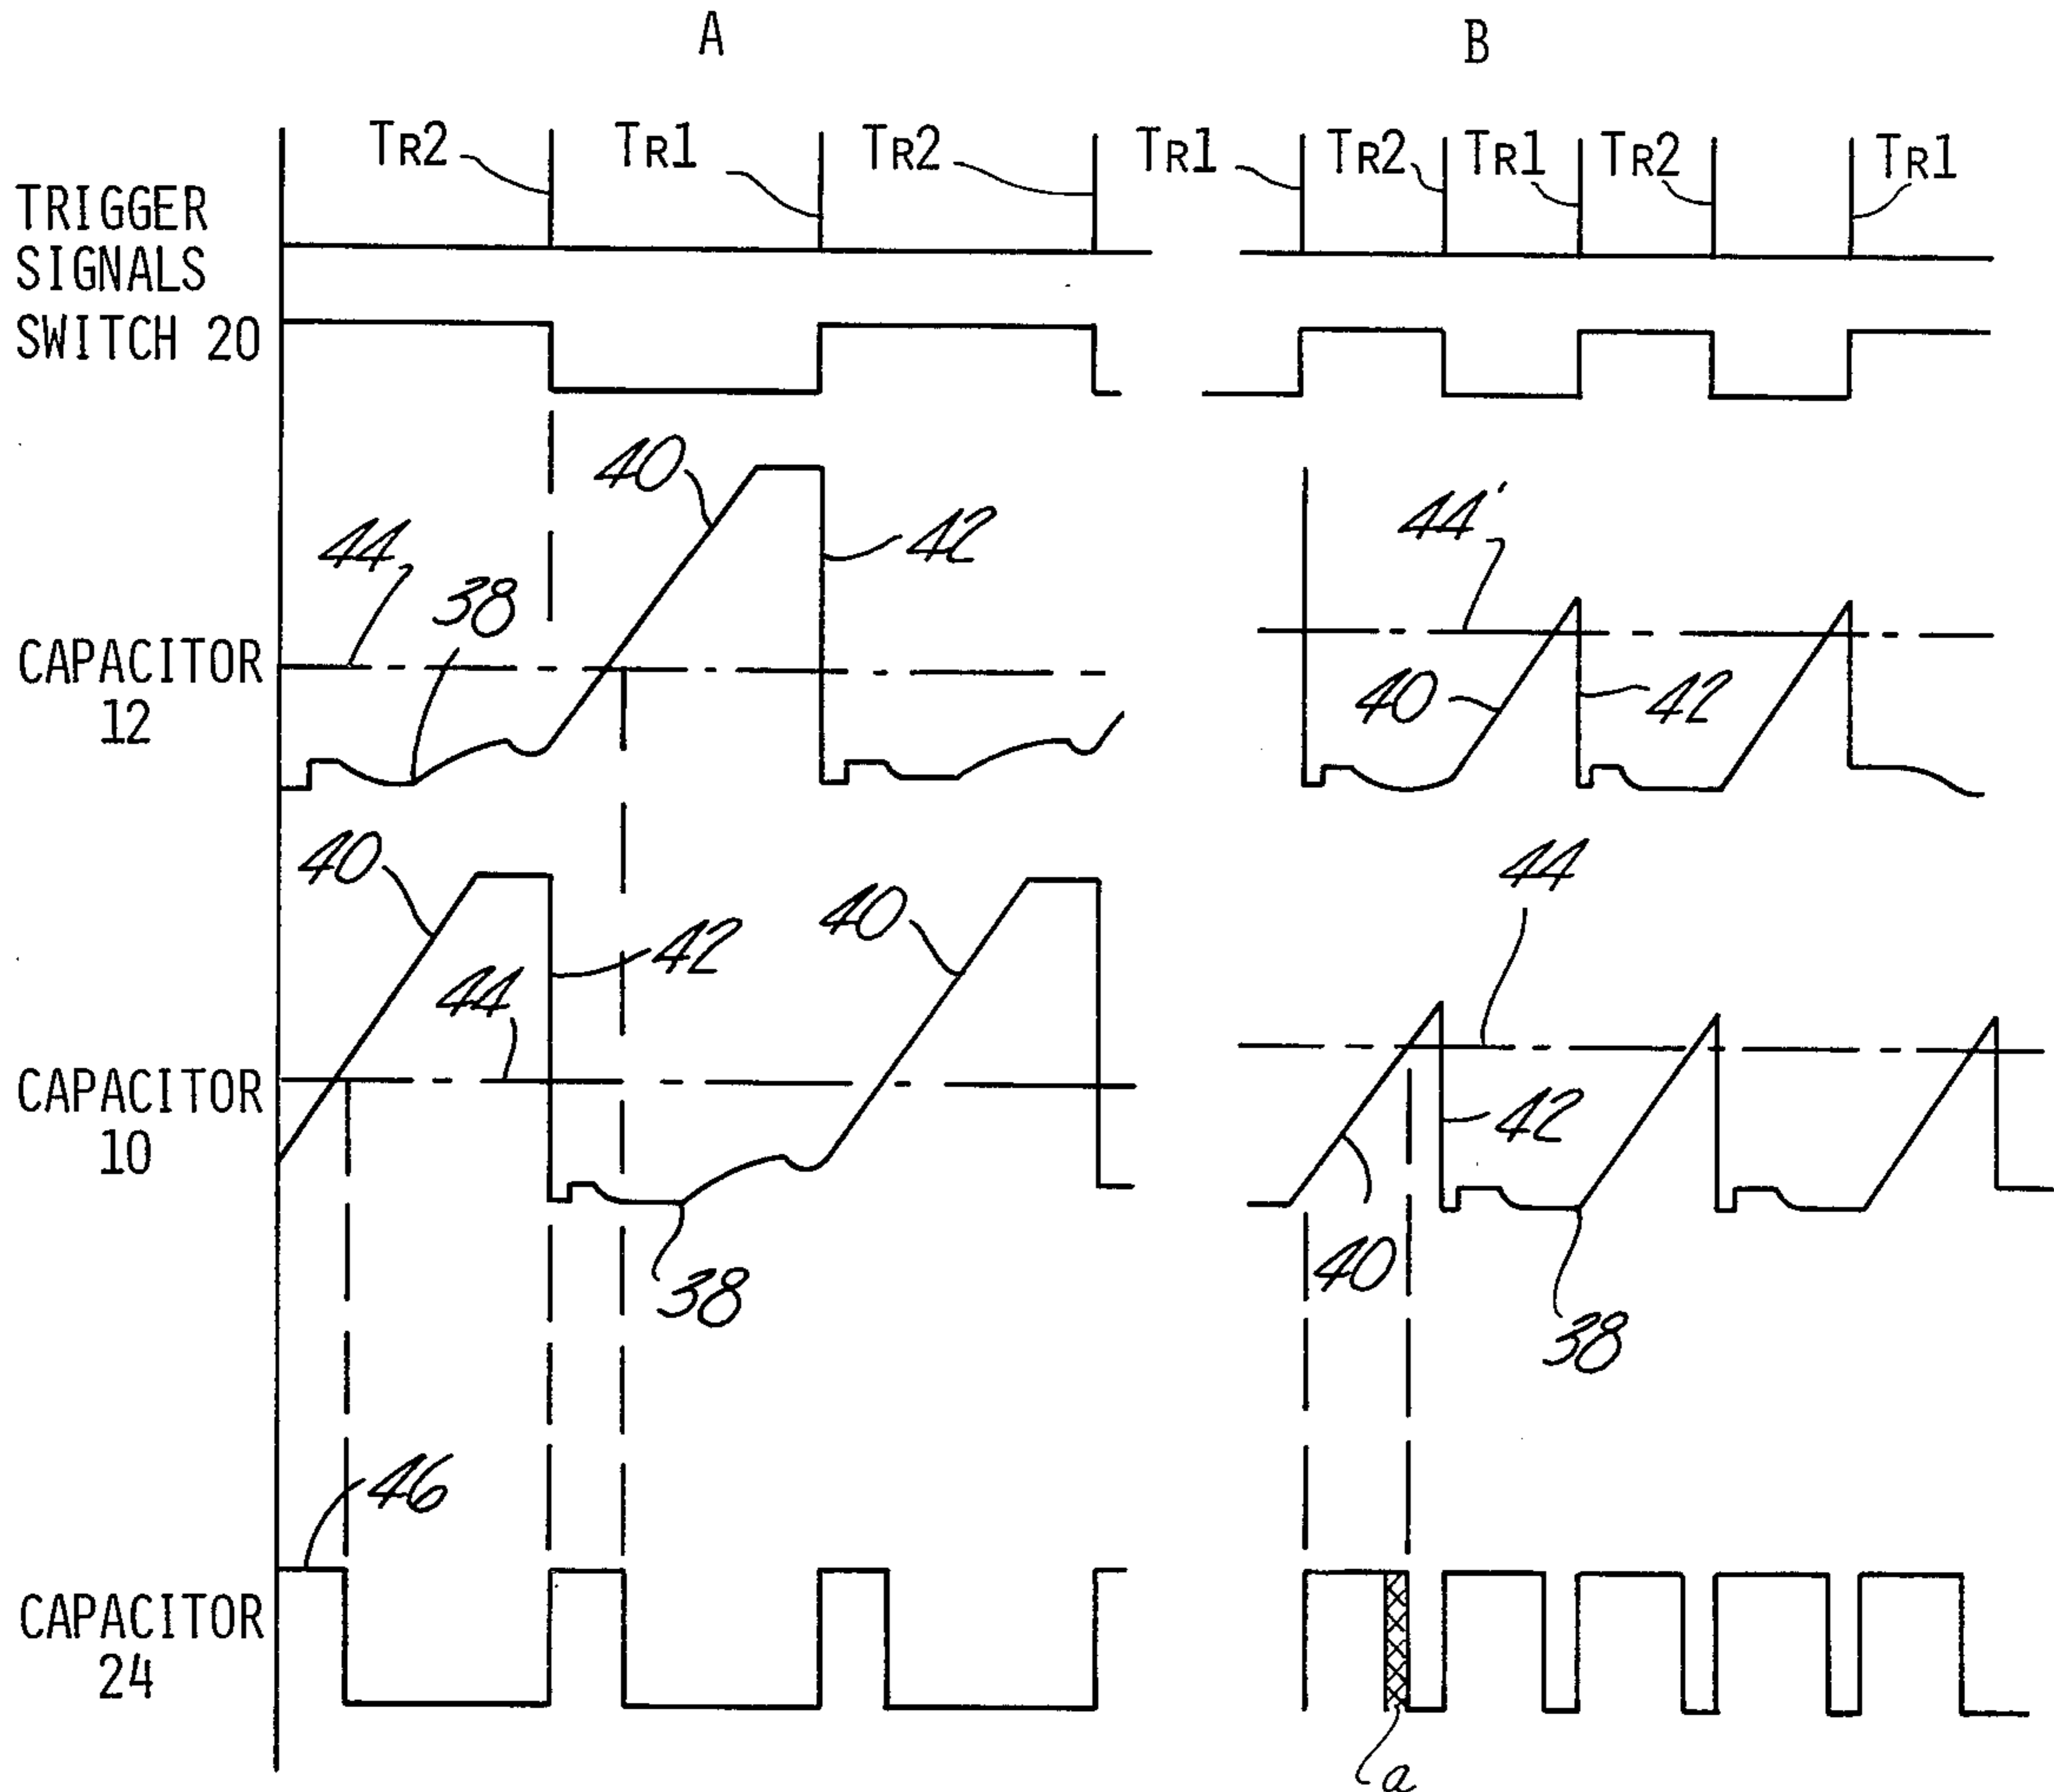 A B
TR2 TR1 TR2 TR1 TR2 TR1 TR2 TR1
TRIGGER
SIGNALS
SWITCH 20
40
44 42 44'
38
CAPACITOR
12
40 42
40 44
40
44 42
CAPACITOR
10
42
40
38
38
46
CAPACITOR
24
a